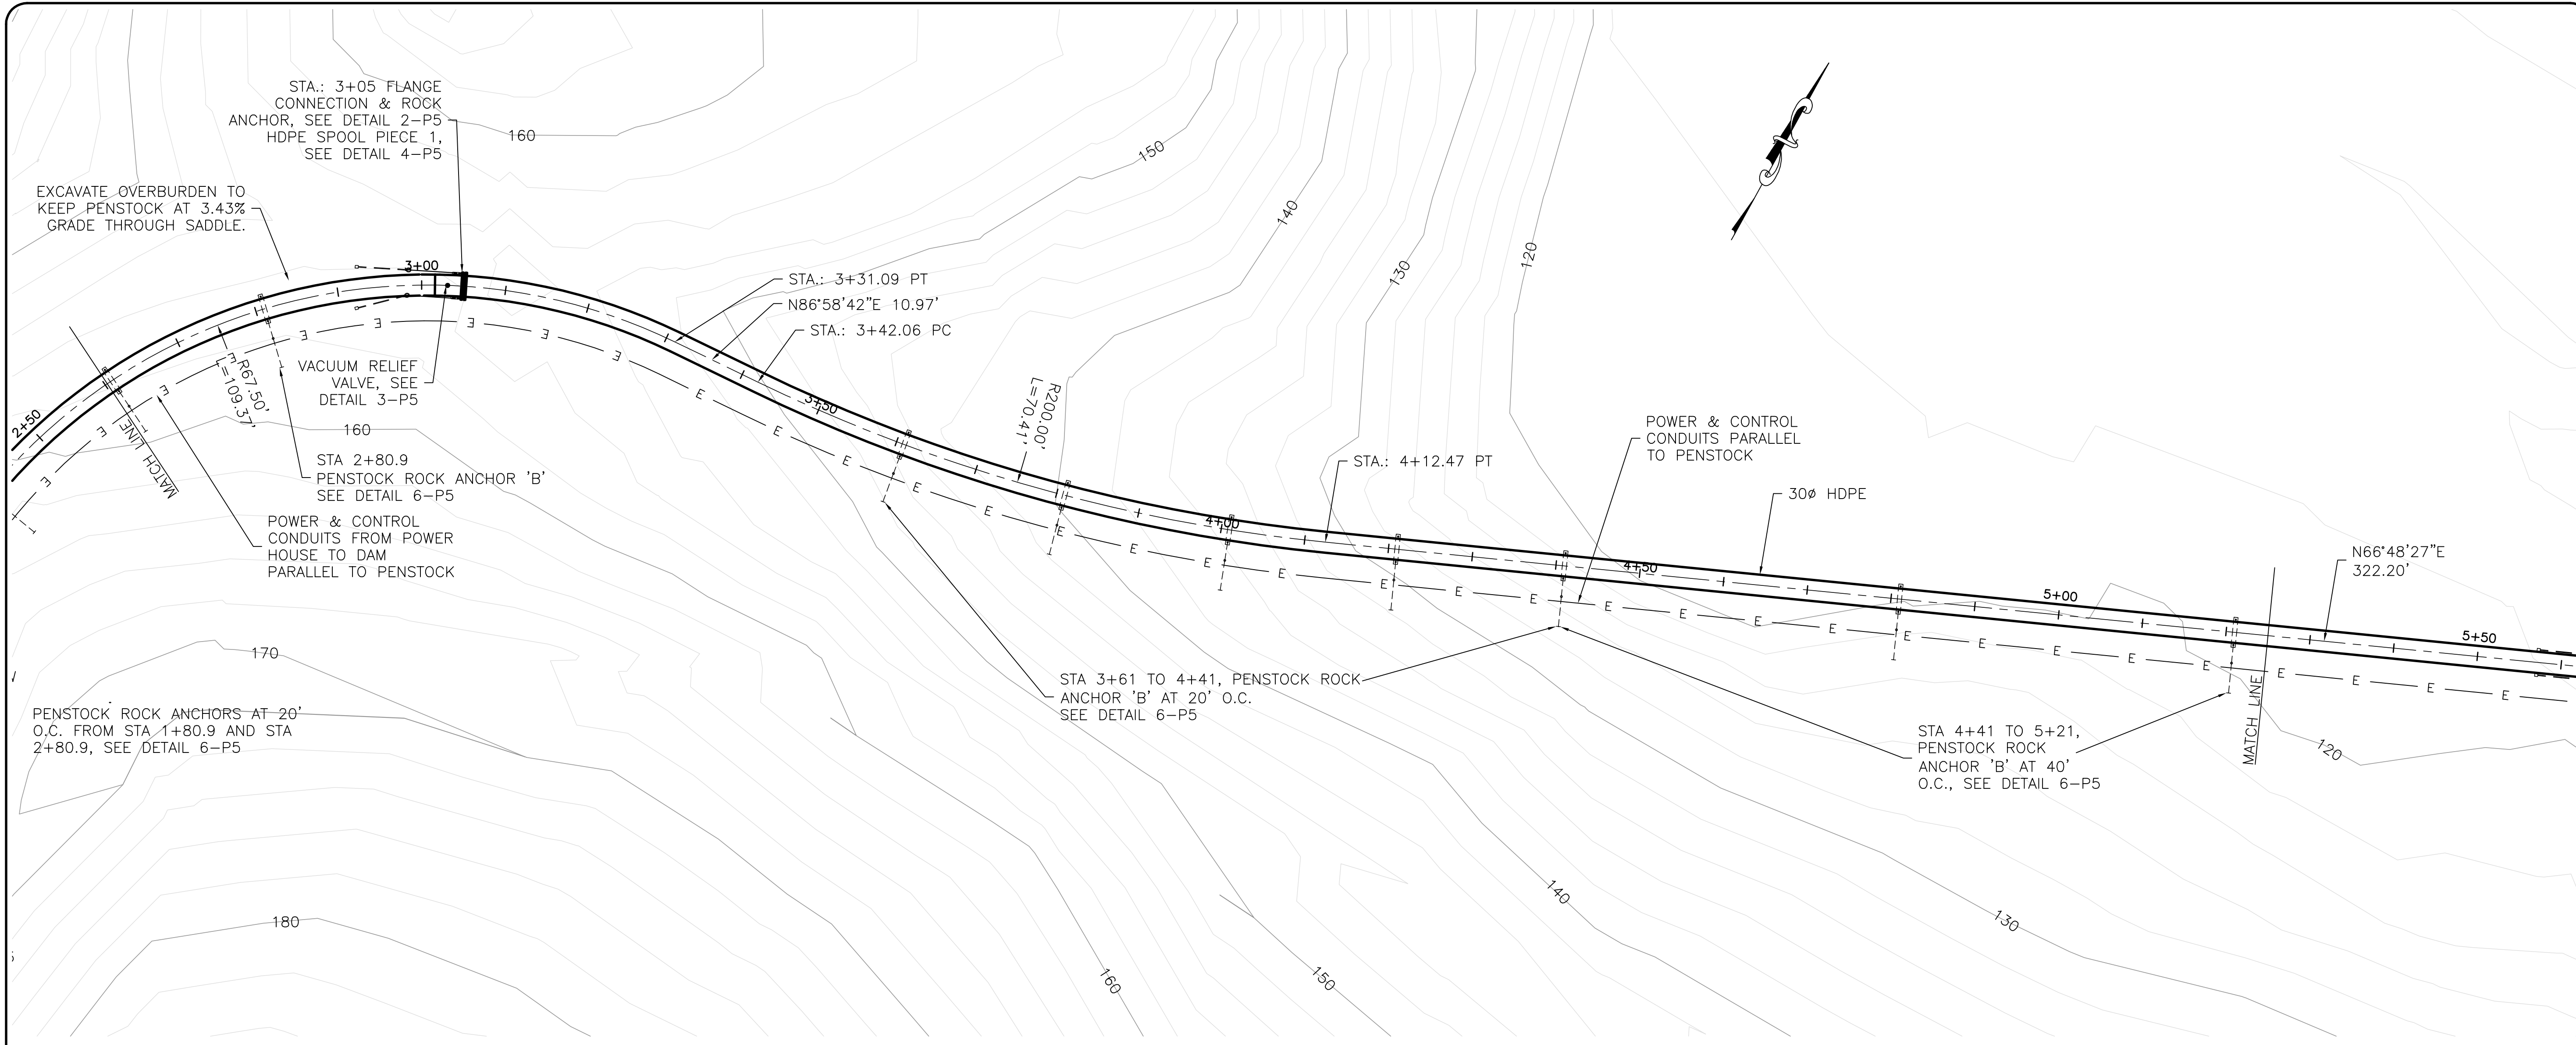 STA.: 3+05 FLANGE
CONNECTION & ROCK
ANCHOR, SEE DETAIL 2-P5
HDPE SPOOL PIECE 1,
SEE DETAIL 4-P5
EXCAVATE OVERBURDEN TO
KEEP PENSTOCK AT 3.43%
GRADE THROUGH SADDLE.
160
150
140
130
120
3+00
STA.: 3+31.09 PT
N86°58'42"E 10.97'
STA.: 3+42.06 PC
2+50
MATCH LINE
R67.50'
L=109.37'
VACUUM RELIEF
VALVE, SEE
DETAIL 3-P5
160
STA 2+80.9
PENSTOCK ROCK ANCHOR 'B'
SEE DETAIL 6-P5
POWER & CONTROL
CONDUITS FROM POWER
HOUSE TO DAM
PARALLEL TO PENSTOCK
3+50
R200.00'
L=70.41'
4+00
STA.: 4+12.47 PT
POWER & CONTROL
CONDUITS PARALLEL
TO PENSTOCK
30ø HDPE
4+50
5+00
5+50
N66°48'27"E
322.20'
E E E E E E E E E E E E E E E E E E E E E E E E E E E E E E E E E
170
PENSTOCK ROCK ANCHORS AT 20'
O.C. FROM STA 1+80.9 AND STA
2+80.9, SEE DETAIL 6-P5
STA 3+61 TO 4+41, PENSTOCK ROCK
ANCHOR 'B' AT 20' O.C.
SEE DETAIL 6-P5
STA 4+41 TO 5+21,
PENSTOCK ROCK
ANCHOR 'B' AT 40'
O.C., SEE DETAIL 6-P5
MATCH LINE
120
180
160
150
140
130